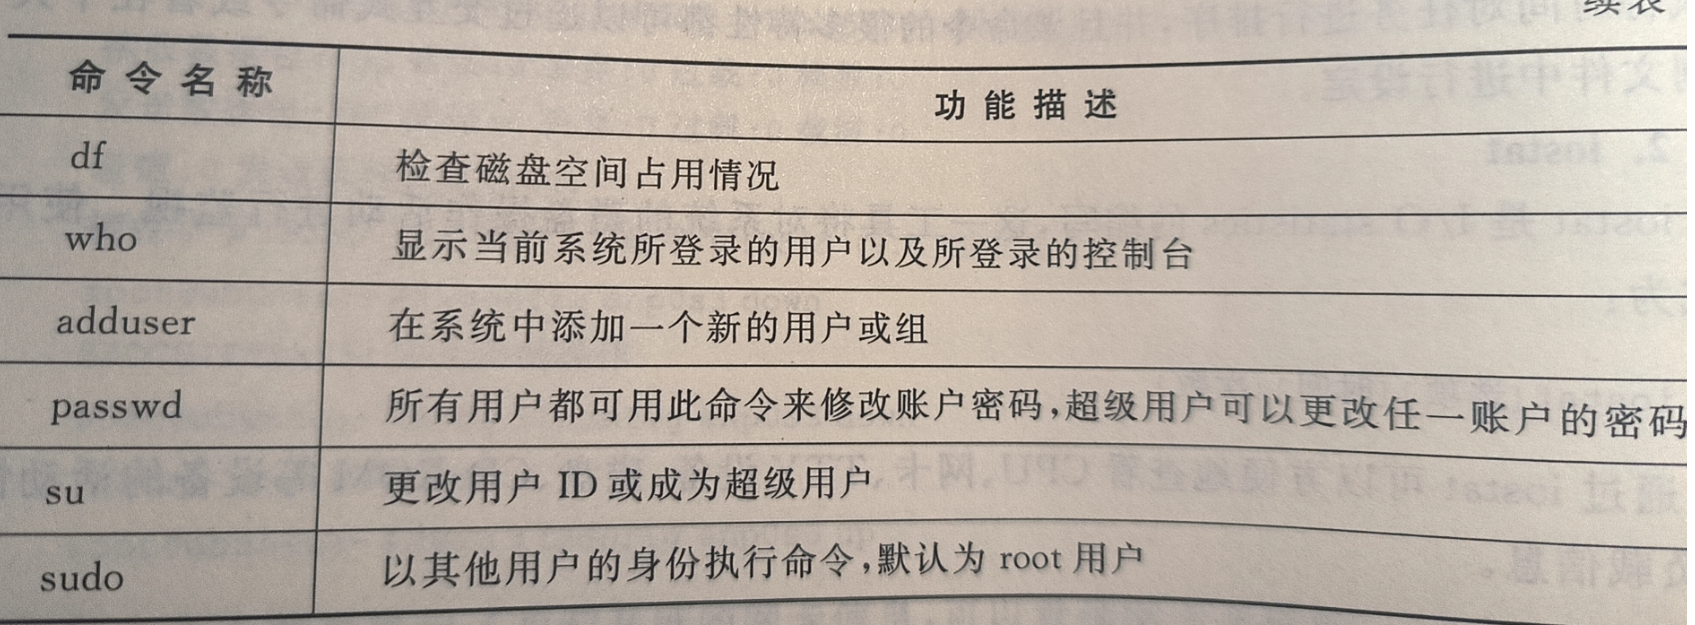 续表
命令名称 功能描述
df 检查磁盘空间占用情况
who 显示当前系统所登录的用户以及所登录的控制台
adduser 在系统中添加一个新的用户或组
passwd 所有用户都可用此命令来修改账户密码,超级用户可以更改任一账户的密码
su 更改用户 ID 或成为超级用户
sudo 以其他用户的身份执行命令,默认为 root 用户